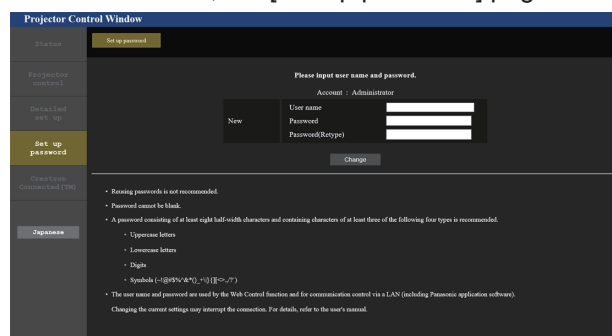 Projector Control Window
Status
Set up password
Projector
control
Please input user name and password.
Account : Administrator
Detailed
set up
New
User name
Password
Password(Retype)
Set up
password
Change
Crestron
Connected(TM)
• Reusing passwords is not recommended.
• Password cannot be blank.
• A password consisting of at least eight half-width characters and containing characters of at least three of the following four types is recommended.
• Uppercase letters
Japanese
• Lowercase letters
• Digits
• Symbols
• The user name and password are used by the Web Control function and for communication control via a LAN (including Panasonic application software).
Changing the current settings may interrupt the connection. For details, refer to the user's manual.